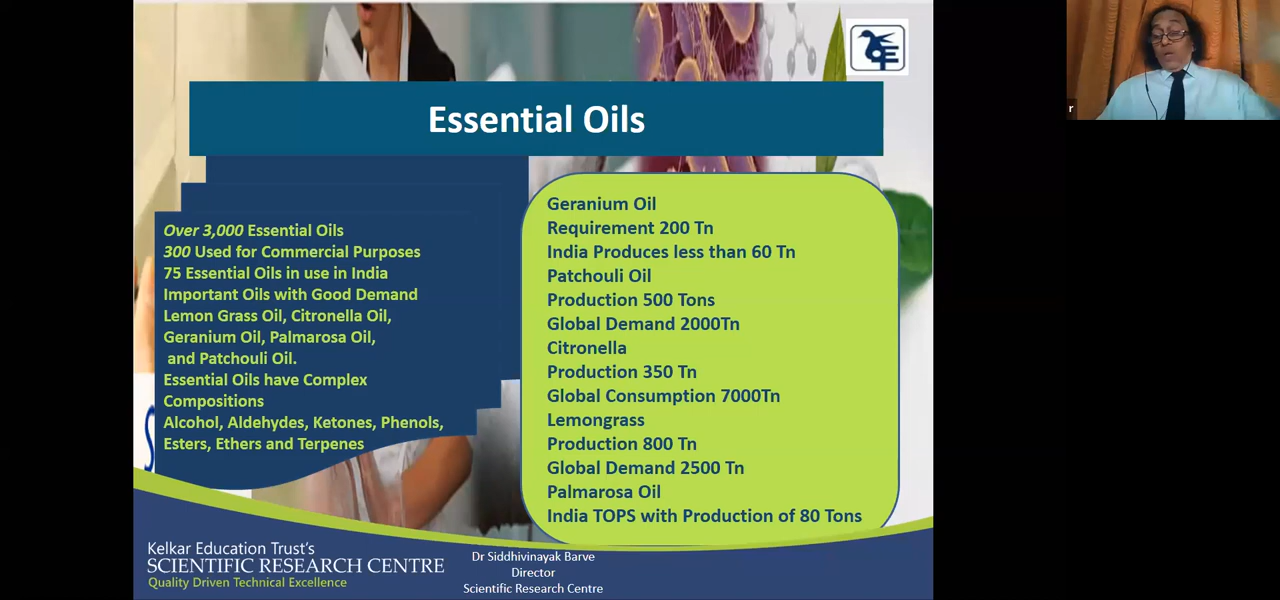 Essential Oils
Over 3,000 Essential Oils
300 Used for Commercial Purposes
75 Essential Oils in use in India
Important Oils with Good Demand
Lemon Grass Oil, Citronella Oil,
Geranium Oil, Palmarosa Oil,
and Patchouli Oil.
Essential Oils have Complex
Compositions
Alcohol, Aldehydes, Ketones, Phenols,
Esters, Ethers and Terpenes
Geranium Oil
Requirement 200 Tn
India Produces less than 60 Tn
Patchouli Oil
Production 500 Tons
Global Demand 2000Tn
Citronella
Production 350 Tn
Global Consumption 7000Tn
Lemongrass
Production 800 Tn
Global Demand 2500 Tn
Palmarosa Oil
India TOPS with Production of 80 Tons
Kelkar Education Trust's
SCIENTIFIC RESEARCH CENTRE
Quality Driven Technical Excellence
Dr Siddhivinayak Barve
Director
Scientific Research Centre
r